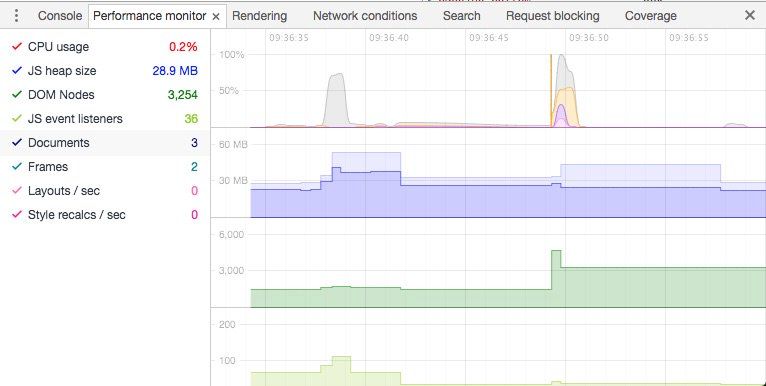 Console Performance monitor × Rendering Network conditions Search Request blocking Coverage
CPU usage 0.2%
JS heap size 28.9 MB
DOM Nodes 3,254
JS event listeners 36
Documents 3
Frames 2
Layouts / sec 0
Style recalcs / sec 0
09:36:35 09:36:40 09:36:45 09:36:50 09:36:55
100%
50%
60 MB
30 MB
6,000
3,000
200
100